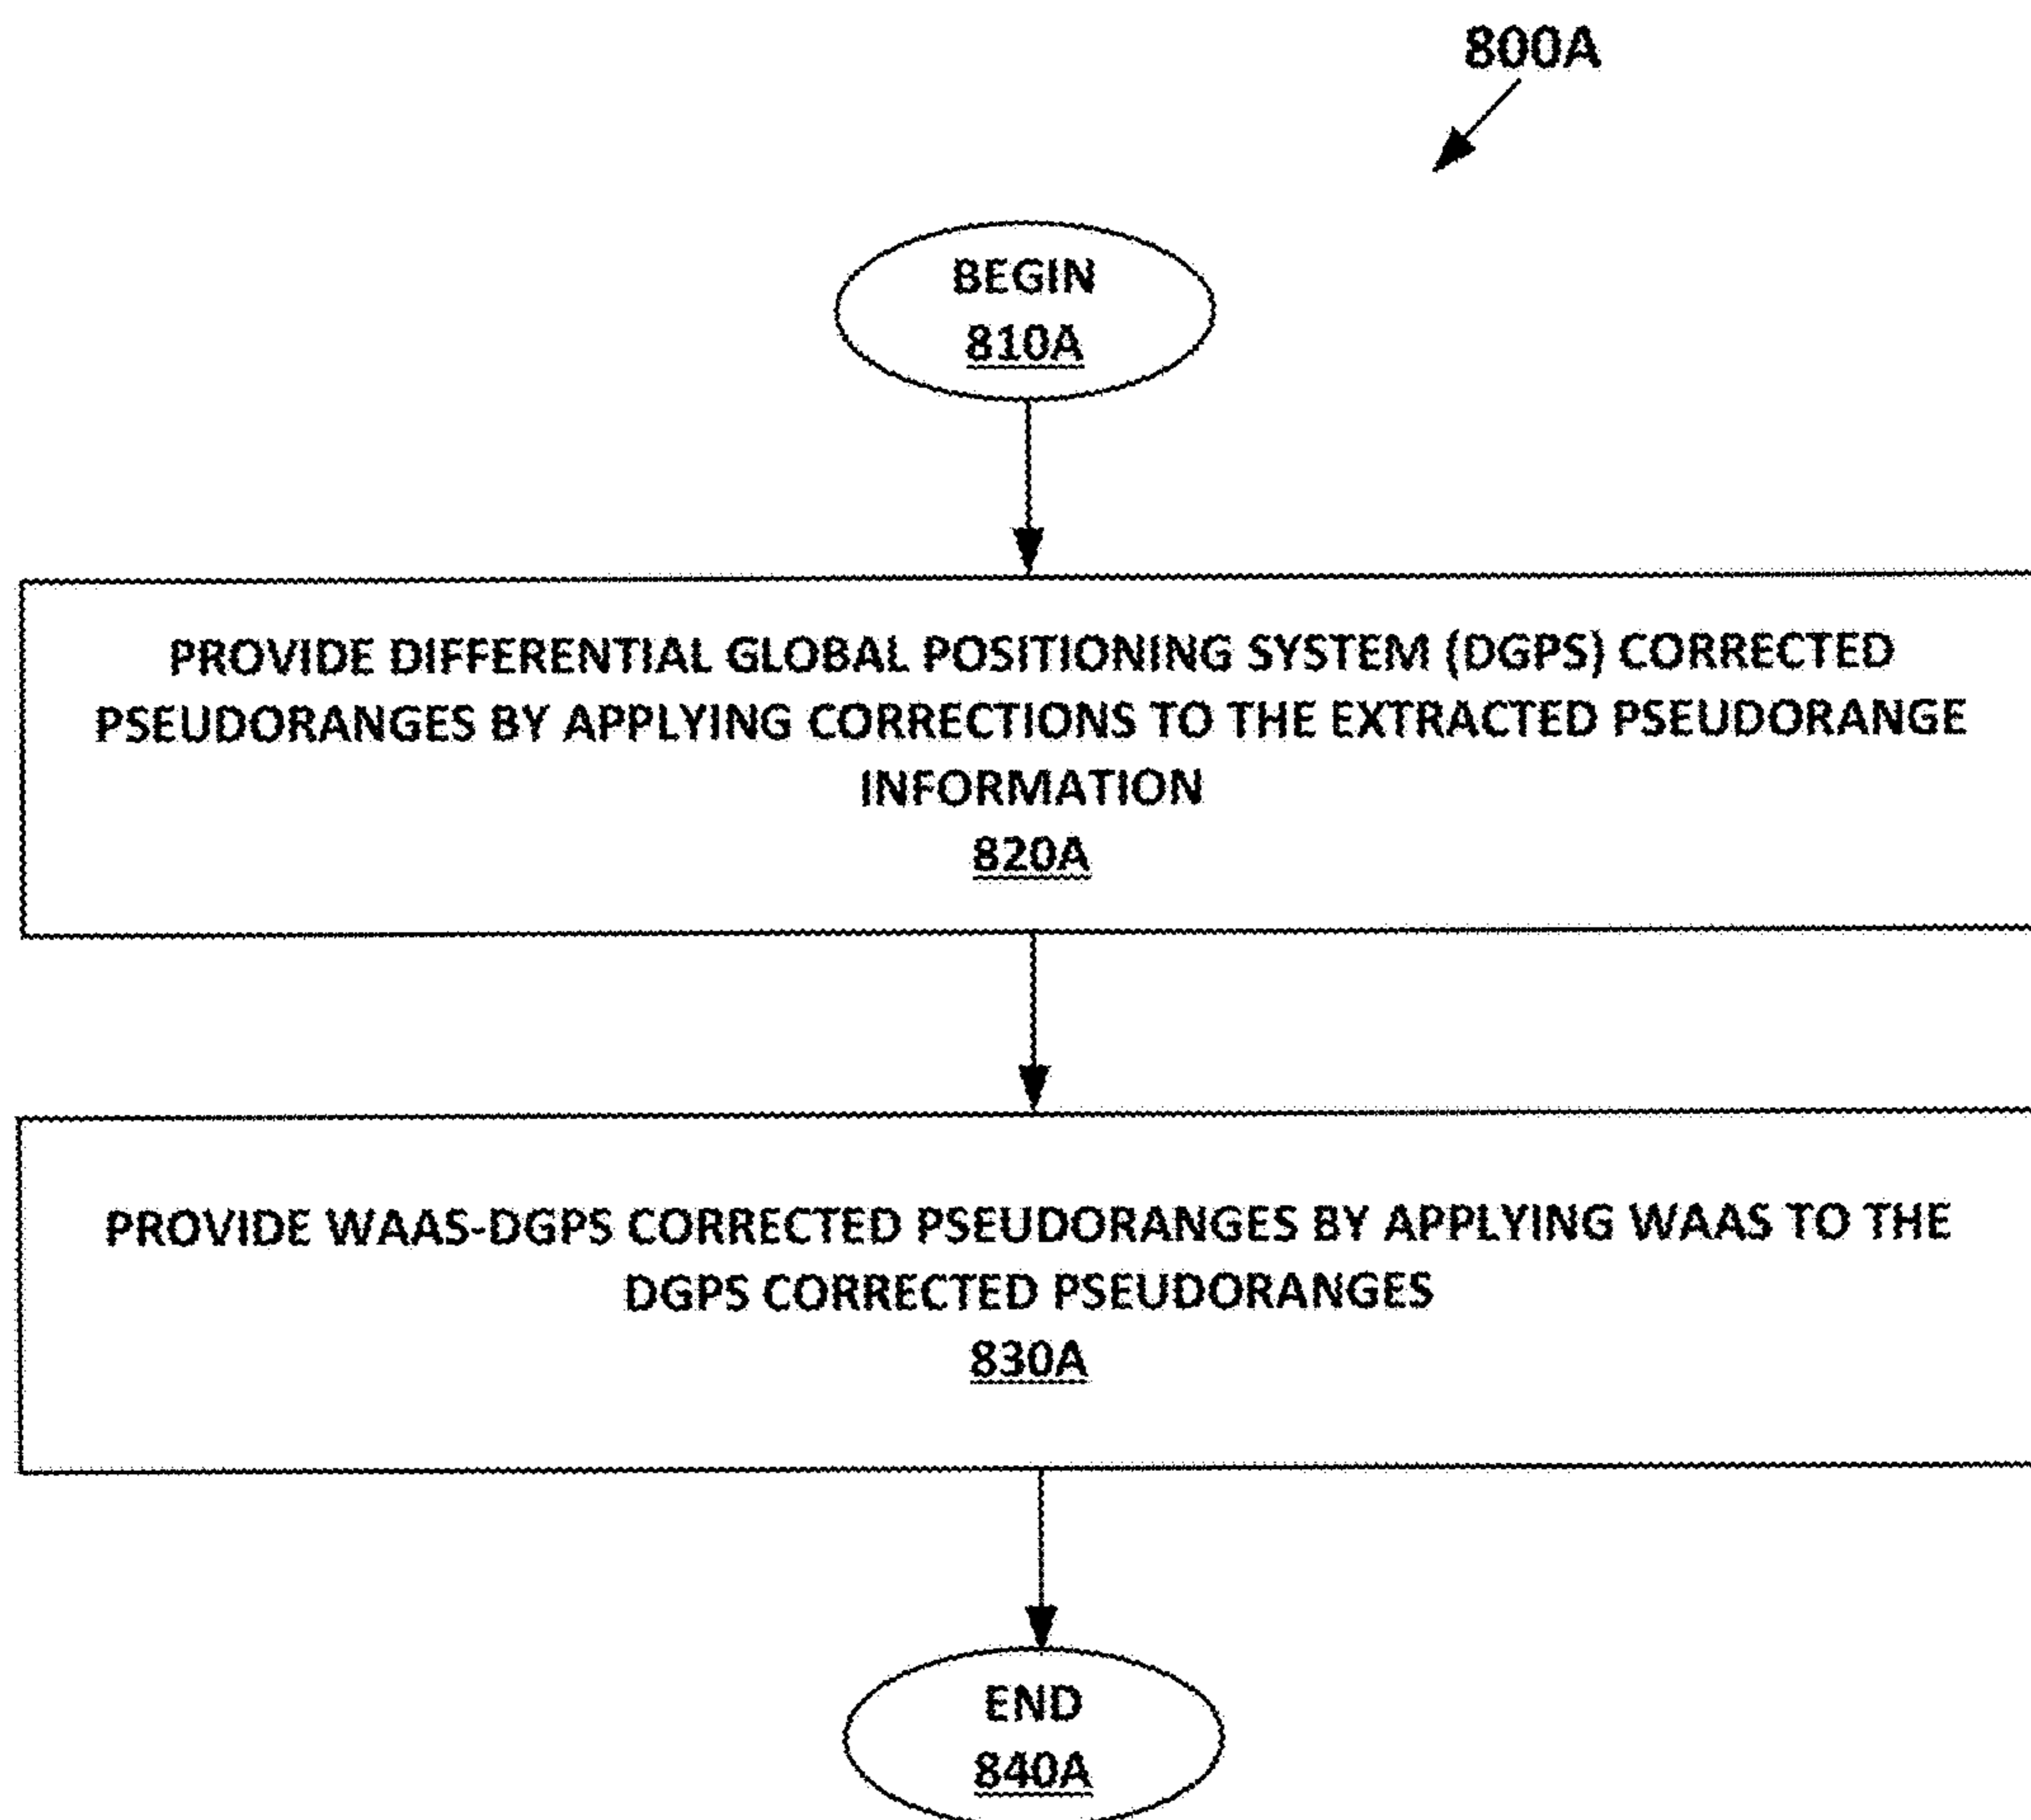 800A
BEGIN
810A
PROVIDE DIFFERENTIAL GLOBAL POSITIONING SYSTEM (DGPS) CORRECTED
PSEUDORANGES BY APPLYING CORRECTIONS TO THE EXTRACTED PSEUDORANGE
INFORMATION
820A
PROVIDE WAAS-DGPS CORRECTED PSEUDORANGES BY APPLYING WAAS TO THE
DGPS CORRECTED PSEUDORANGES
830A
END
840A